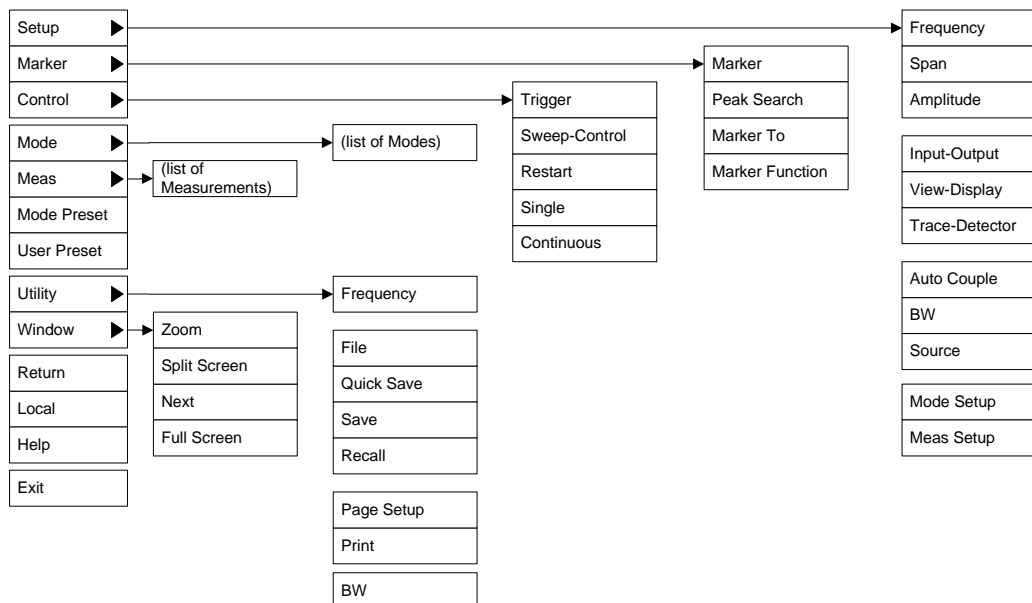 Setup
Marker
Control
Mode
Meas
Mode Preset
User Preset
Utility
Window
Return
Local
Help
Exit
(list of
Measurements)
Zoom
Split Screen
Next
Full Screen
(list of Modes)
Frequency
File
Quick Save
Save
Recall
Page Setup
Print
BW
Trigger
Sweep-Control
Restart
Single
Continuous
Marker
Peak Search
Marker To
Marker Function
Frequency
Span
Amplitude
Input-Output
View-Display
Trace-Detector
Auto Couple
BW
Source
Mode Setup
Meas Setup